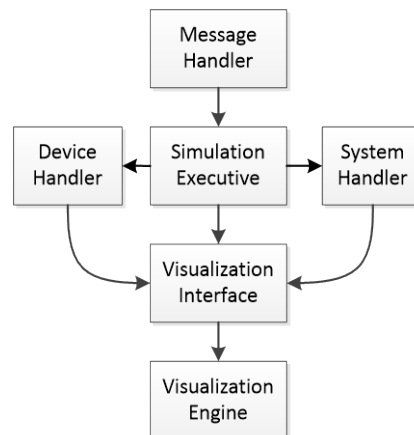 Message
Handler
Device
Handler
Simulation
Executive
System
Handler
Visualization
Interface
Visualization
Engine